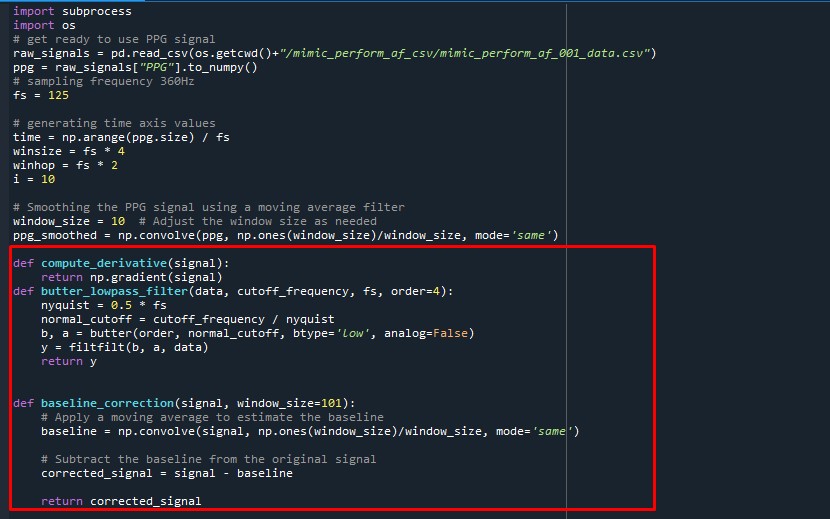 import subprocess
import os
# get ready to use PPG signal
raw_signals = pd.read_csv(os.getcwd()+"/mimic_perform_af_csv/mimic_perform_af_001_data.csv")
ppg = raw_signals["PPG"].to_numpy()
# sampling frequency 360Hz
fs = 125
# generating time axis values
time = np.arange(ppg.size) / fs
winsize = fs * 4
winhop = fs * 2
i = 10
# Smoothing the PPG signal using a moving average filter
window_size = 10  # Adjust the window size as needed
ppg_smoothed = np.convolve(ppg, np.ones(window_size)/window_size, mode='same')
def compute_derivative(signal):
    return np.gradient(signal)
def butter_lowpass_filter(data, cutoff_frequency, fs, order=4):
    nyquist = 0.5 * fs
    normal_cutoff = cutoff_frequency / nyquist
    b, a = butter(order, normal_cutoff, btype='low', analog=False)
    y = filtfilt(b, a, data)
    return y
def baseline_correction(signal, window_size=101):
    # Apply a moving average to estimate the baseline
    baseline = np.convolve(signal, np.ones(window_size)/window_size, mode='same')
    # Subtract the baseline from the original signal
    corrected_signal = signal - baseline
    return corrected_signal